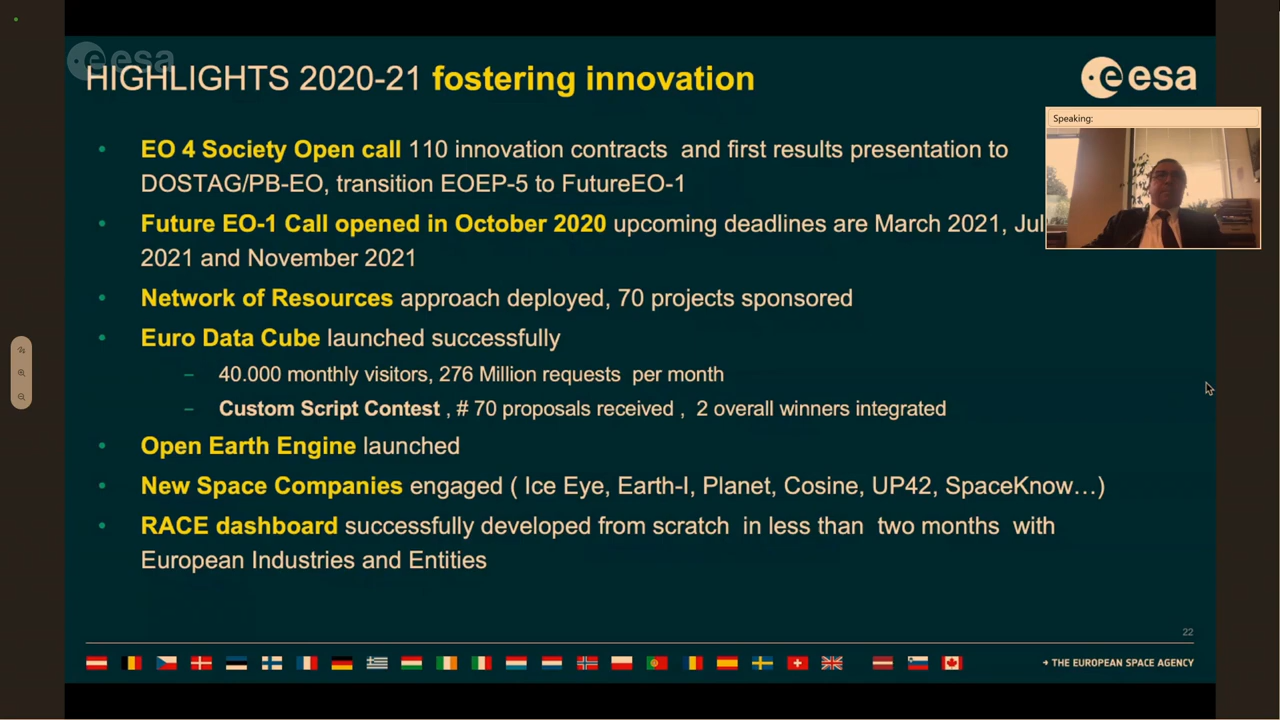 esa
HIGHLIGHTS 2020-21 fostering innovation
esa
Speaking:
• EO 4 Society Open call 110 innovation contracts and first results presentation to
DOSTAG/PB-EO, transition EOEP-5 to FutureEO-1
• Future EO-1 Call opened in October 2020 upcoming deadlines are March 2021, Jul
2021 and November 2021
• Network of Resources approach deployed, 70 projects sponsored
• Euro Data Cube launched successfully
– 40.000 monthly visitors, 276 Million requests per month
– Custom Script Contest , # 70 proposals received , 2 overall winners integrated
• Open Earth Engine launched
• New Space Companies engaged ( Ice Eye, Earth-I, Planet, Cosine, UP42, SpaceKnow…)
• RACE dashboard successfully developed from scratch in less than two months with
European Industries and Entities
22
→ THE EUROPEAN SPACE AGENCY